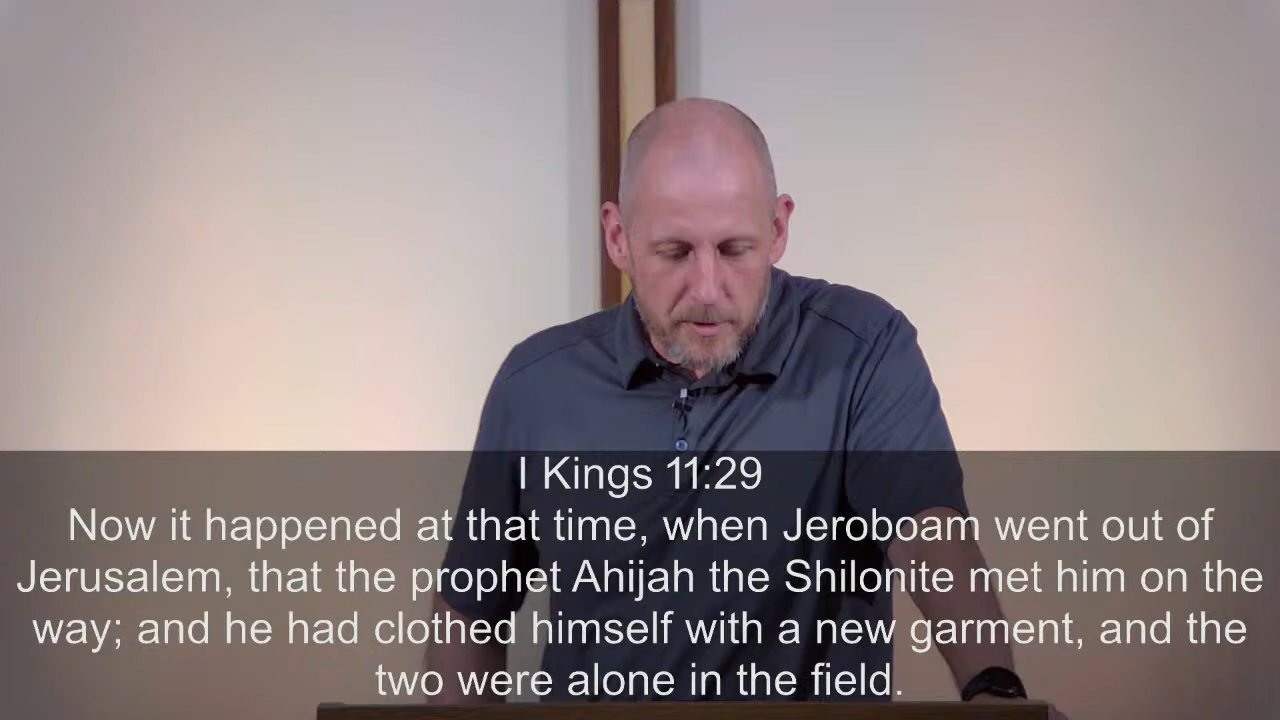 I Kings 11:29
Now it happened at that time, when Jeroboam went out of
Jerusalem, that the prophet Ahijah the Shilonite met him on the
way; and he had clothed himself with a new garment, and the
two were alone in the field.